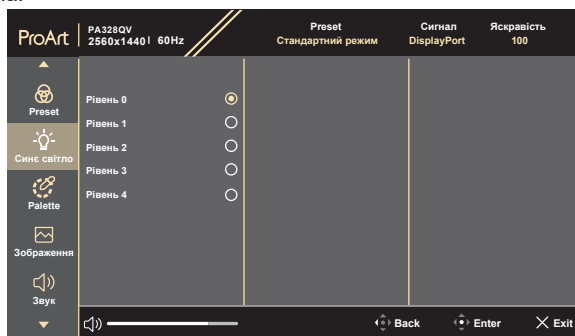 ProArt
PA328QV
2560x1440 60Hz
Preset
Стандартний режим
Сигнал
DisplayPort
Яскравість
100
Preset
Синє світло
Palette
Зображення
Звук
Рівень 0
Рівень 1
Рівень 2
Рівень 3
Рівень 4
Back
Enter
Exit